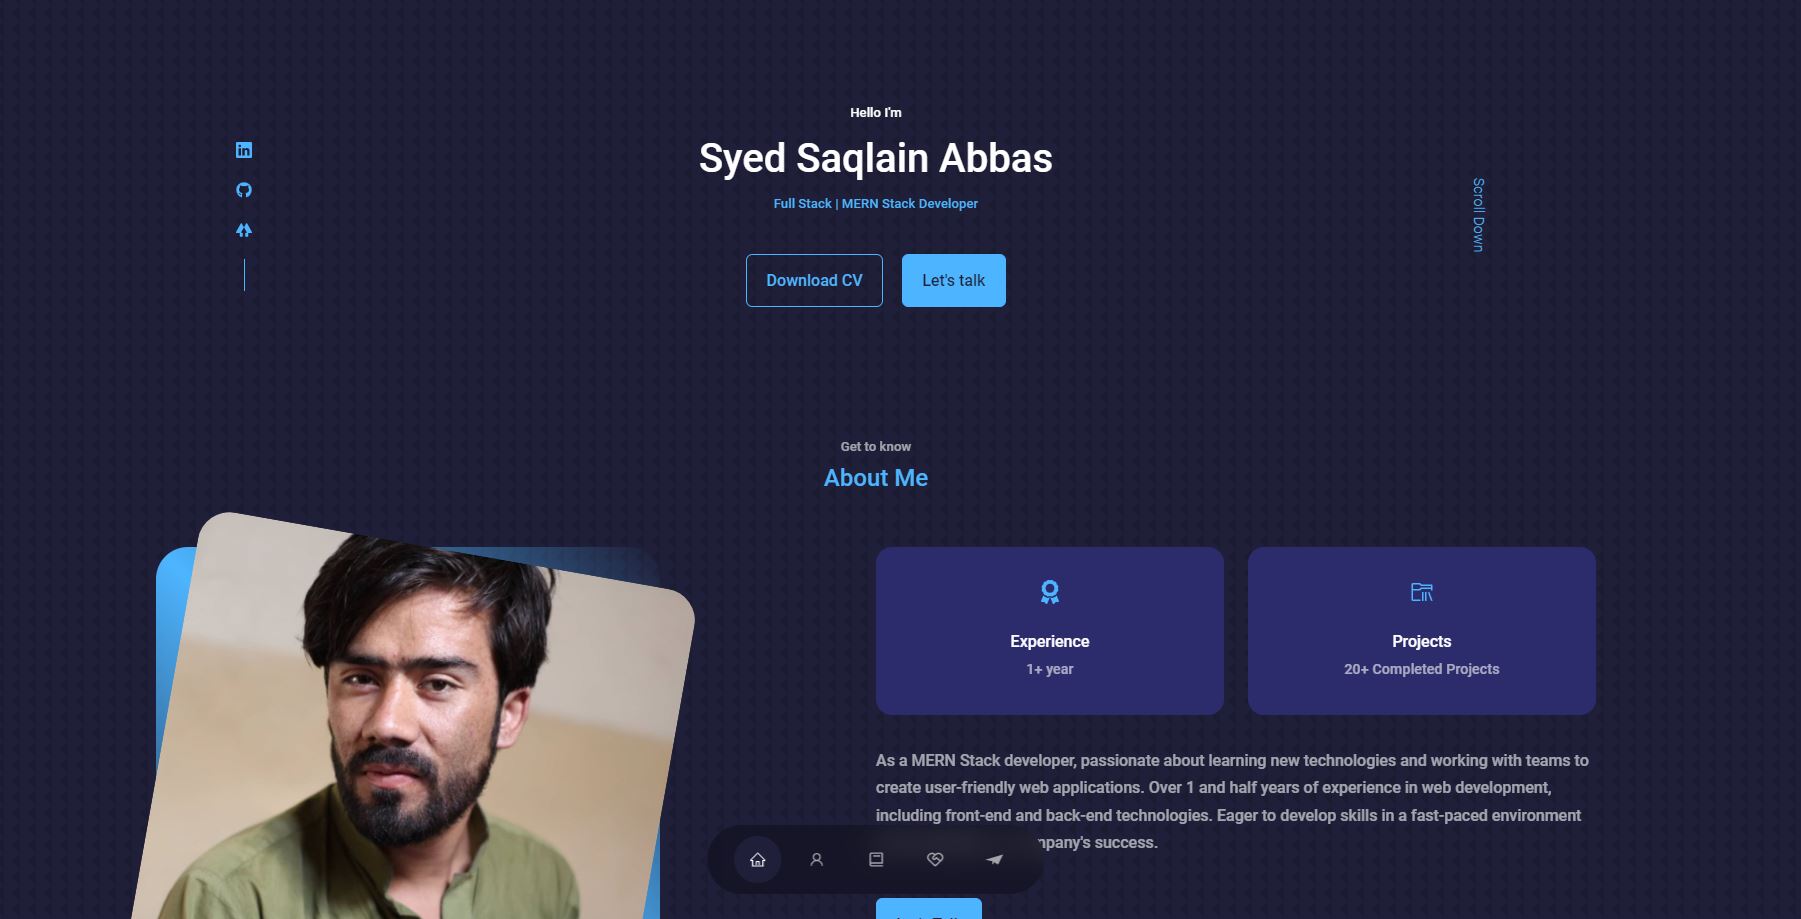 Hello I'm
Syed Saqlain Abbas
Full Stack | MERN Stack Developer
Download CV
Let's talk
Scroll Down
Get to know
About Me
Experience
1+ year
Projects
20+ Completed Projects
As a MERN Stack developer, passionate about learning new technologies and working with teams to
create user-friendly web applications. Over 1 and half years of experience in web development,
including front-end and back-end technologies. Eager to develop skills in a fast-paced environment
success.